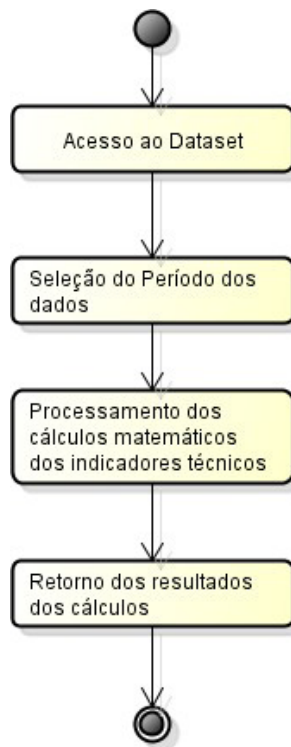 Acesso ao Dataset
Seleção do Período dos
dados
Processamento dos
cálculos matemáticos
dos indicadores técnicos
Retorno dos resultados
dos cálculos